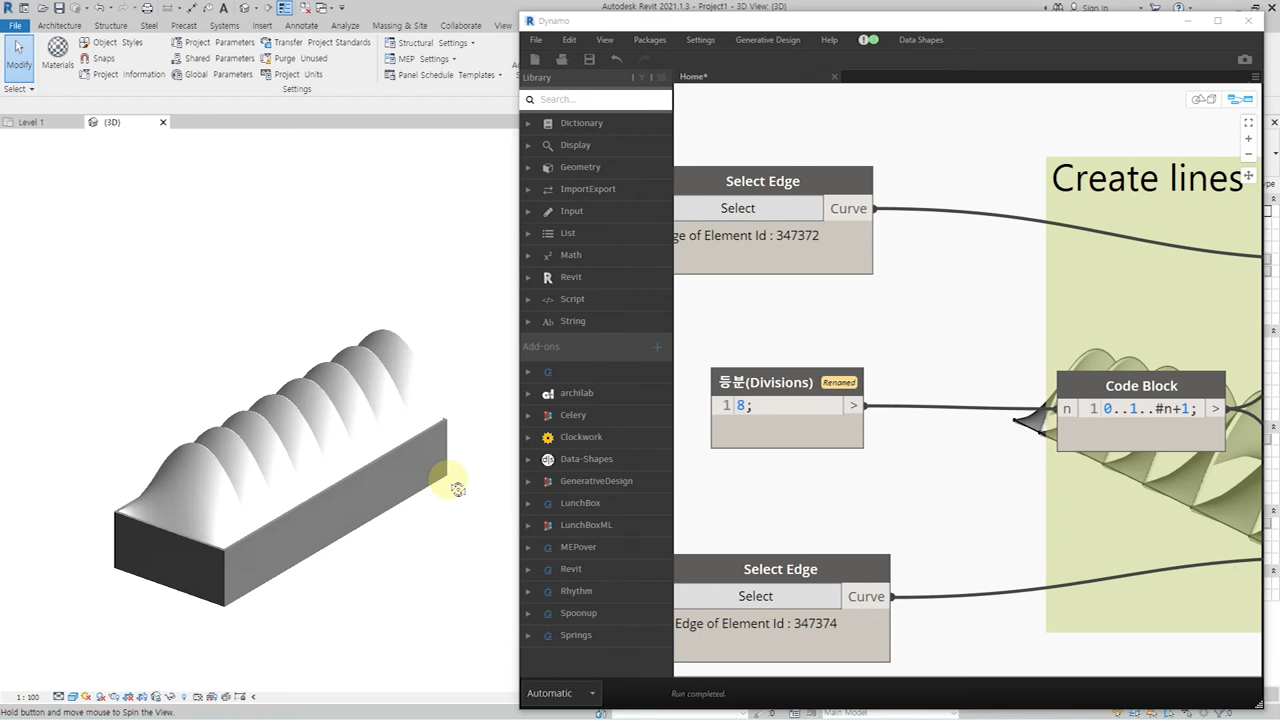 Autodesk Revit 2021.1.3 - Project1 - 3D View: {3D}
Sign In
File Architecture Structure Steel Precast Systems Insert Annotate Analyze Massing & Site Collaborate
Modify
Select
Materials
Object Styles
Snaps
Project Information
Project Parameters
Shared Parameters
Global Parameters
Transfer Project Standards
Purge Unused
Project Units
Settings
Structural Settings
MEP Settings
Panel Schedule Templates
Level 1
{3D}
1 : 100
Hold button and move mouse to Spin the View.
Main Model
Dynamo
File Edit View Packages Settings Generative Design Help Data Shapes
Library
Home*
Search...
Dictionary
Display
Geometry
ImportExport
Input
List
Math
Revit
Script
String
Add-ons
archilab
Celery
Clockwork
Data-Shapes
GenerativeDesign
LunchBox
LunchBoxML
MEPover
Revit
Rhythm
Spoonup
Springs
Automatic
Run completed.
Select Edge
Select Curve
ge of Element Id : 347372
등분(Divisions) Renamed
1 8; >
Select Edge
Select Curve
Edge of Element Id : 347374
Create lines
Code Block
n 1 0..1..#n+1; >